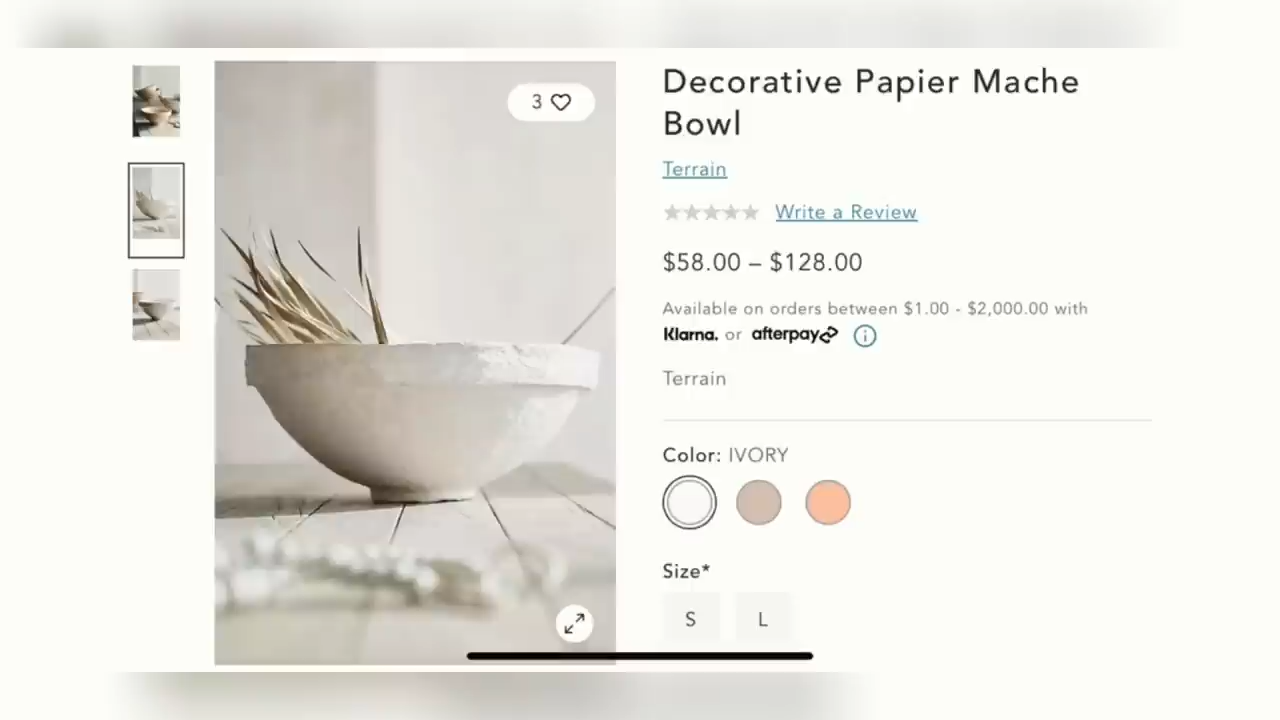 3
Decorative Papier Mache
Bowl
Terrain
Write a Review
$58.00 – $128.00
Available on orders between $1.00 - $2,000.00 with
Klarna. or afterpay
Terrain
Color: IVORY
Size*
S L